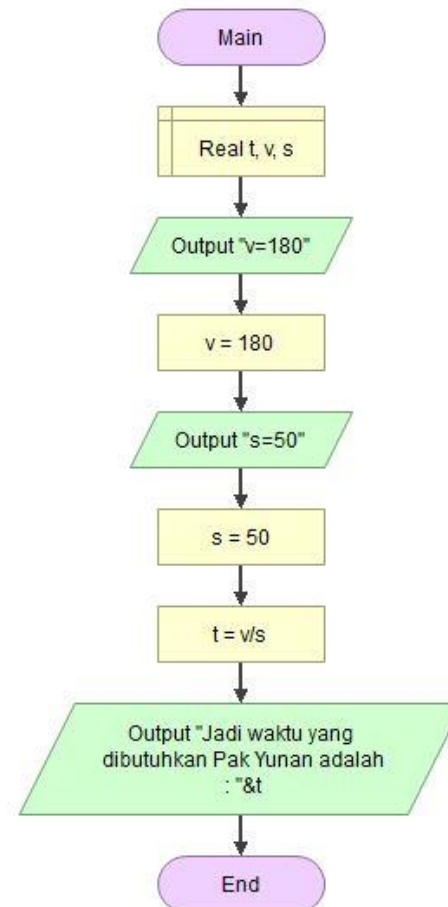 Main
Real t, v, s
Output "v=180"
v = 180
Output "s=50"
s = 50
t = v/s
Output "Jadi waktu yang
dibutuhkan Pak Yunan adalah
: "&t
End